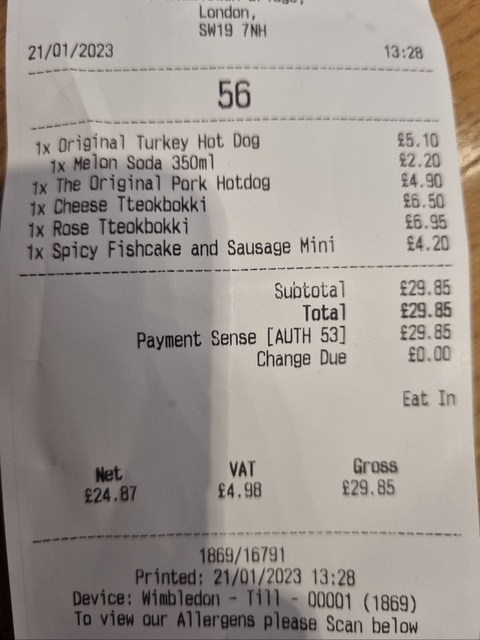 London,
SW19 7NH
21/01/2023 13:28
56
1x Original Turkey Hot Dog £5.10
1x Melon Soda 350ml £2.20
1x The Original Pork Hotdog £4.90
1x Cheese Tteokbokki £6.50
1x Rose Tteokbokki £6.95
1x Spicy Fishcake and Sausage Mini £4.20
Subtotal £29.85
Total £29.85
Payment Sense [AUTH 53] £29.85
Change Due £0.00
Eat In
Net VAT Gross
£24.87 £4.98 £29.85
1869/16791
Printed: 21/01/2023 13:28
Device: Wimbledon - Till - 00001 (1869)
To view our Allergens please Scan below